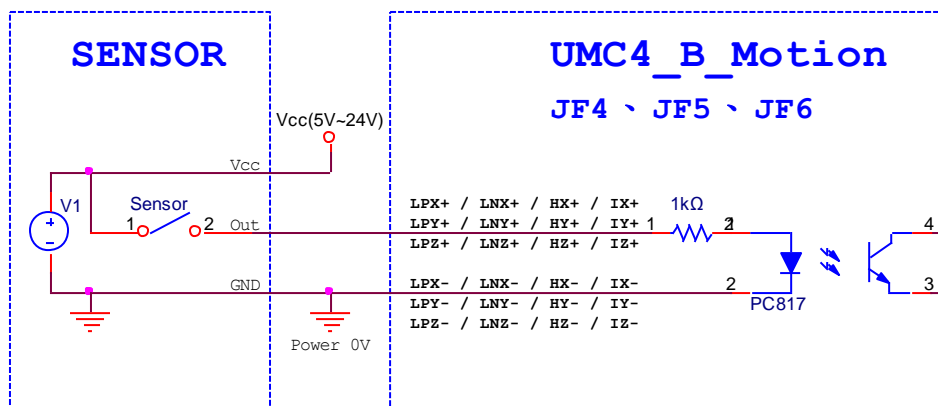 SENSOR
UMC4_B_Motion
JF4、JF5、JF6
Vcc(5V~24V)
Vcc
V1
Sensor
1
2
Out
LPX+ / LNX+ / HX+ / IX+
LPY+ / LNY+ / HY+ / IY+
LPZ+ / LNZ+ / HZ+ / IZ+
1
1kΩ
4
GND
LPX- / LNX- / HX- / IX-
LPY- / LNY- / HY- / IY-
LPZ- / LNZ- / HZ- / IZ-
2
3
PC817
Power 0V